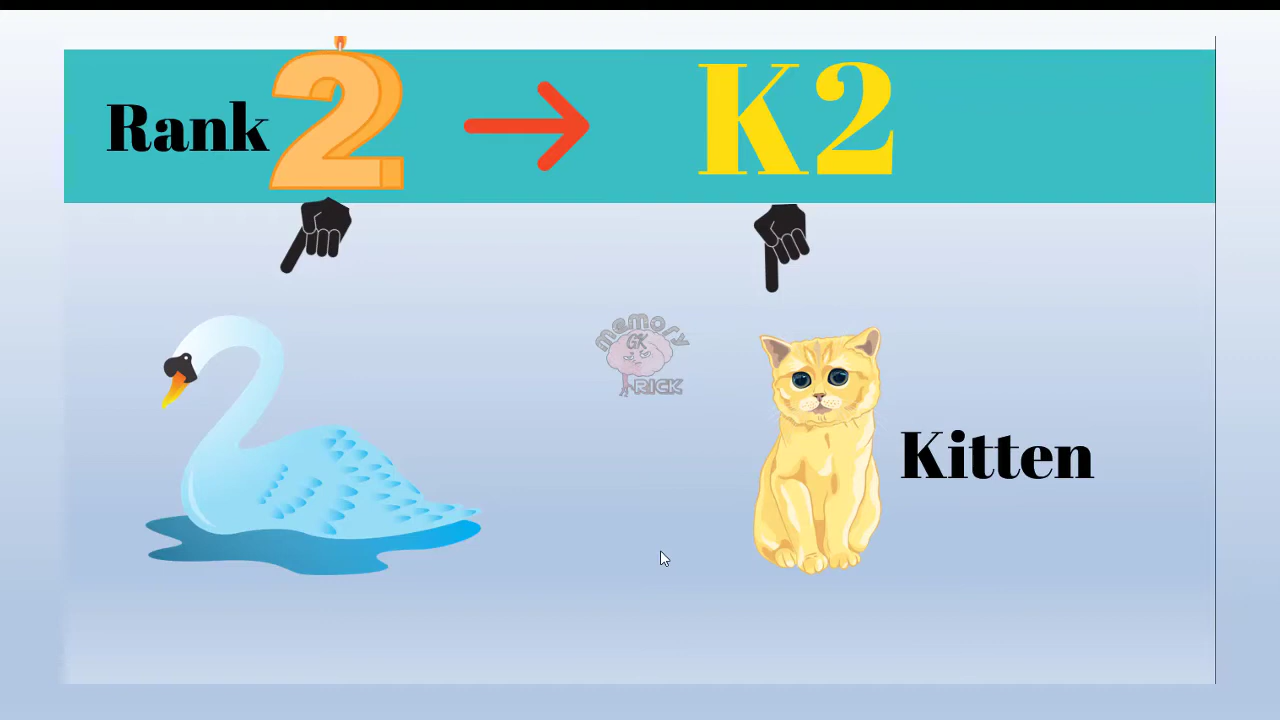 Rank 2 → K2
memory
GK
TRICK
Kitten